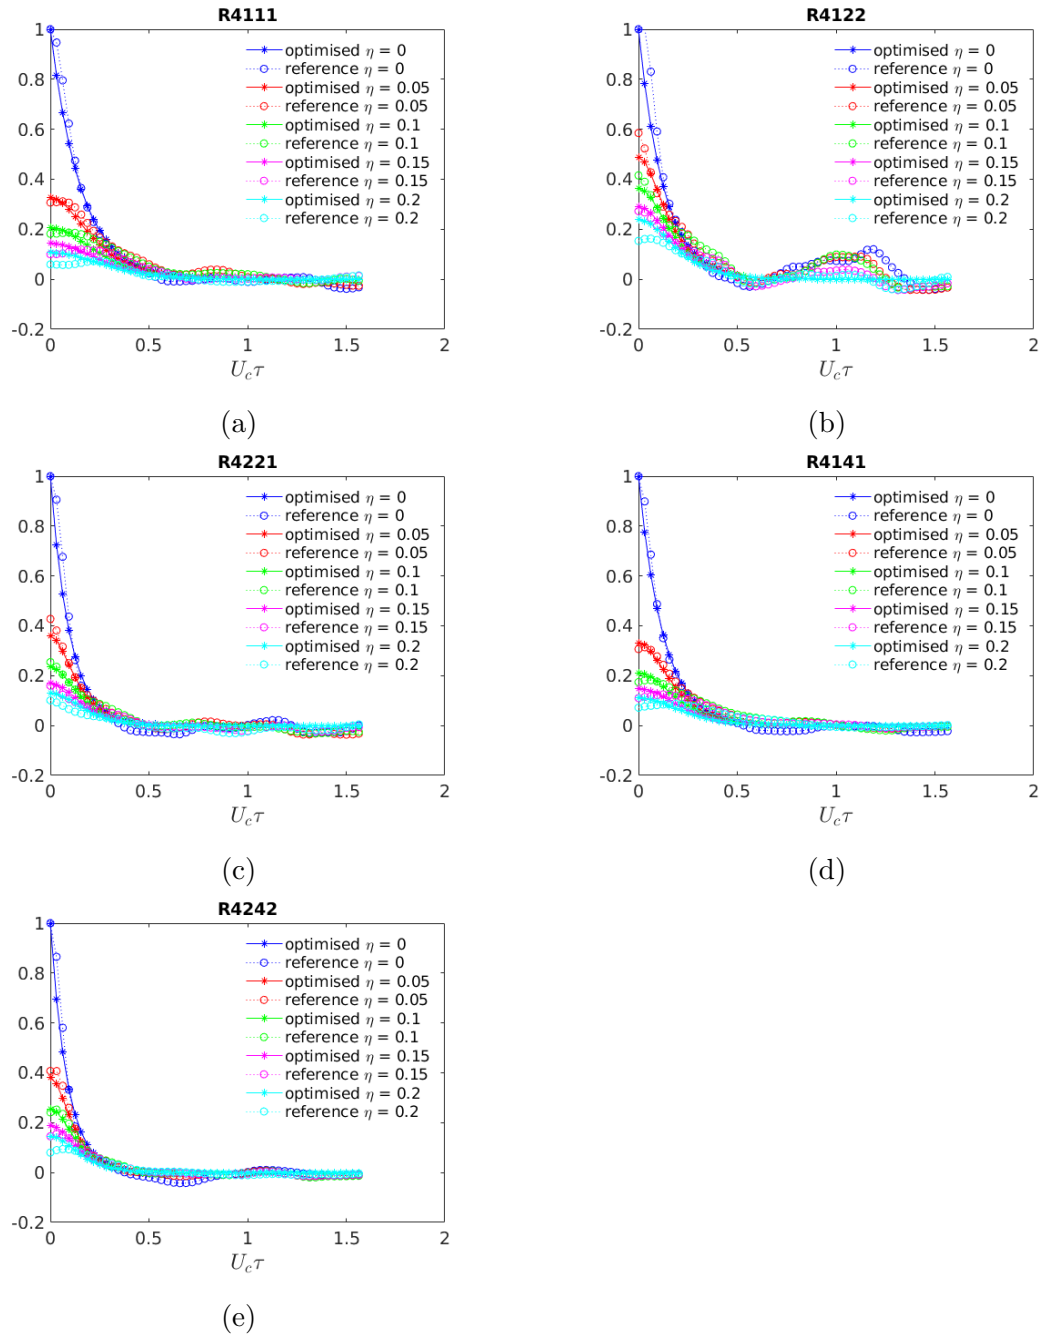 R4111
1
0.8
0.6
0.4
0.2
0
-0.2
0
0.5
1
1.5
2
optimised η = 0
reference η = 0
optimised η = 0.05
reference η = 0.05
optimised η = 0.1
reference η = 0.1
optimised η = 0.15
reference η = 0.15
optimised η = 0.2
reference η = 0.2
U_cτ
(a)
R4122
1
0.8
0.6
0.4
0.2
0
-0.2
0
0.5
1
1.5
2
optimised η = 0
reference η = 0
optimised η = 0.05
reference η = 0.05
optimised η = 0.1
reference η = 0.1
optimised η = 0.15
reference η = 0.15
optimised η = 0.2
reference η = 0.2
U_cτ
(b)
R4221
1
0.8
0.6
0.4
0.2
0
-0.2
0
0.5
1
1.5
2
optimised η = 0
reference η = 0
optimised η = 0.05
reference η = 0.05
optimised η = 0.1
reference η = 0.1
optimised η = 0.15
reference η = 0.15
optimised η = 0.2
reference η = 0.2
U_cτ
(c)
R4141
1
0.8
0.6
0.4
0.2
0
-0.2
0
0.5
1
1.5
2
optimised η = 0
reference η = 0
optimised η = 0.05
reference η = 0.05
optimised η = 0.1
reference η = 0.1
optimised η = 0.15
reference η = 0.15
optimised η = 0.2
reference η = 0.2
U_cτ
(d)
R4242
1
0.8
0.6
0.4
0.2
0
-0.2
0
0.5
1
1.5
2
optimised η = 0
reference η = 0
optimised η = 0.05
reference η = 0.05
optimised η = 0.1
reference η = 0.1
optimised η = 0.15
reference η = 0.15
optimised η = 0.2
reference η = 0.2
U_cτ
(e)